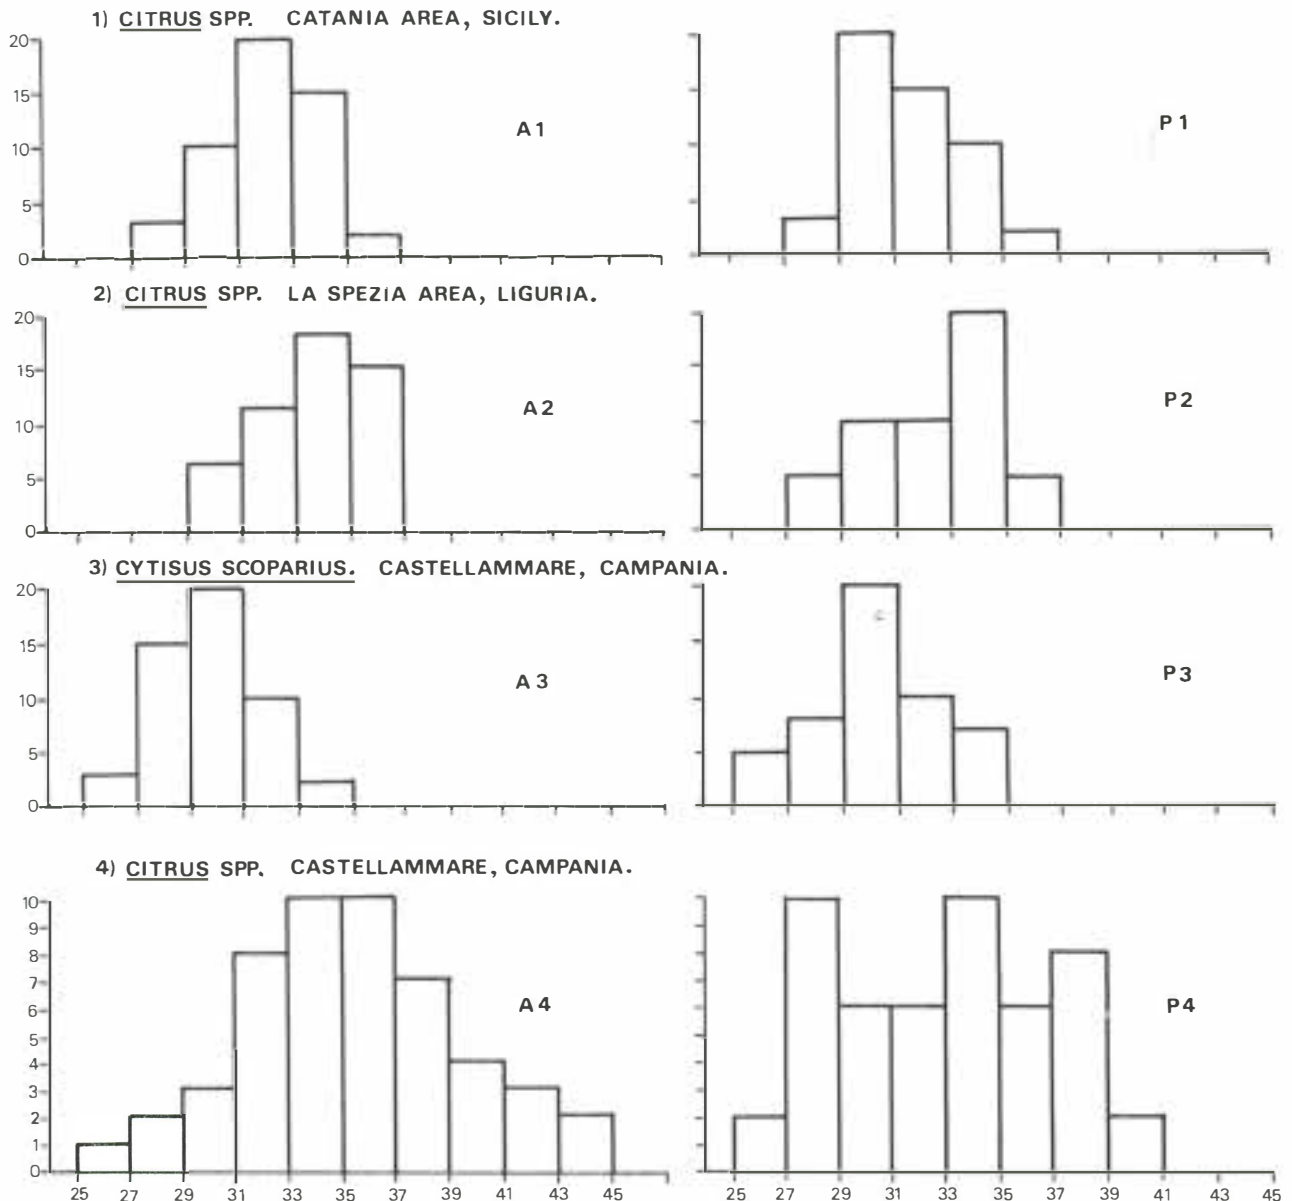 1) CITRUS SPP. CATANIA AREA, SICILY.
20
15
10
5
0
A1
P1
2) CITRUS SPP. LA SPEZIA AREA, LIGURIA.
20
15
10
5
0
A2
P2
3) CYTISUS SCOPARIUS. CASTELLAMMARE, CAMPANIA.
20
15
10
5
0
A3
P3
4) CITRUS SPP. CASTELLAMMARE, CAMPANIA.
10
9
8
7
6
5
4
3
2
1
0
A4
P4
25 27 29 31 33 35 37 39 41 43 45
25 27 29 31 33 35 37 39 41 43 45